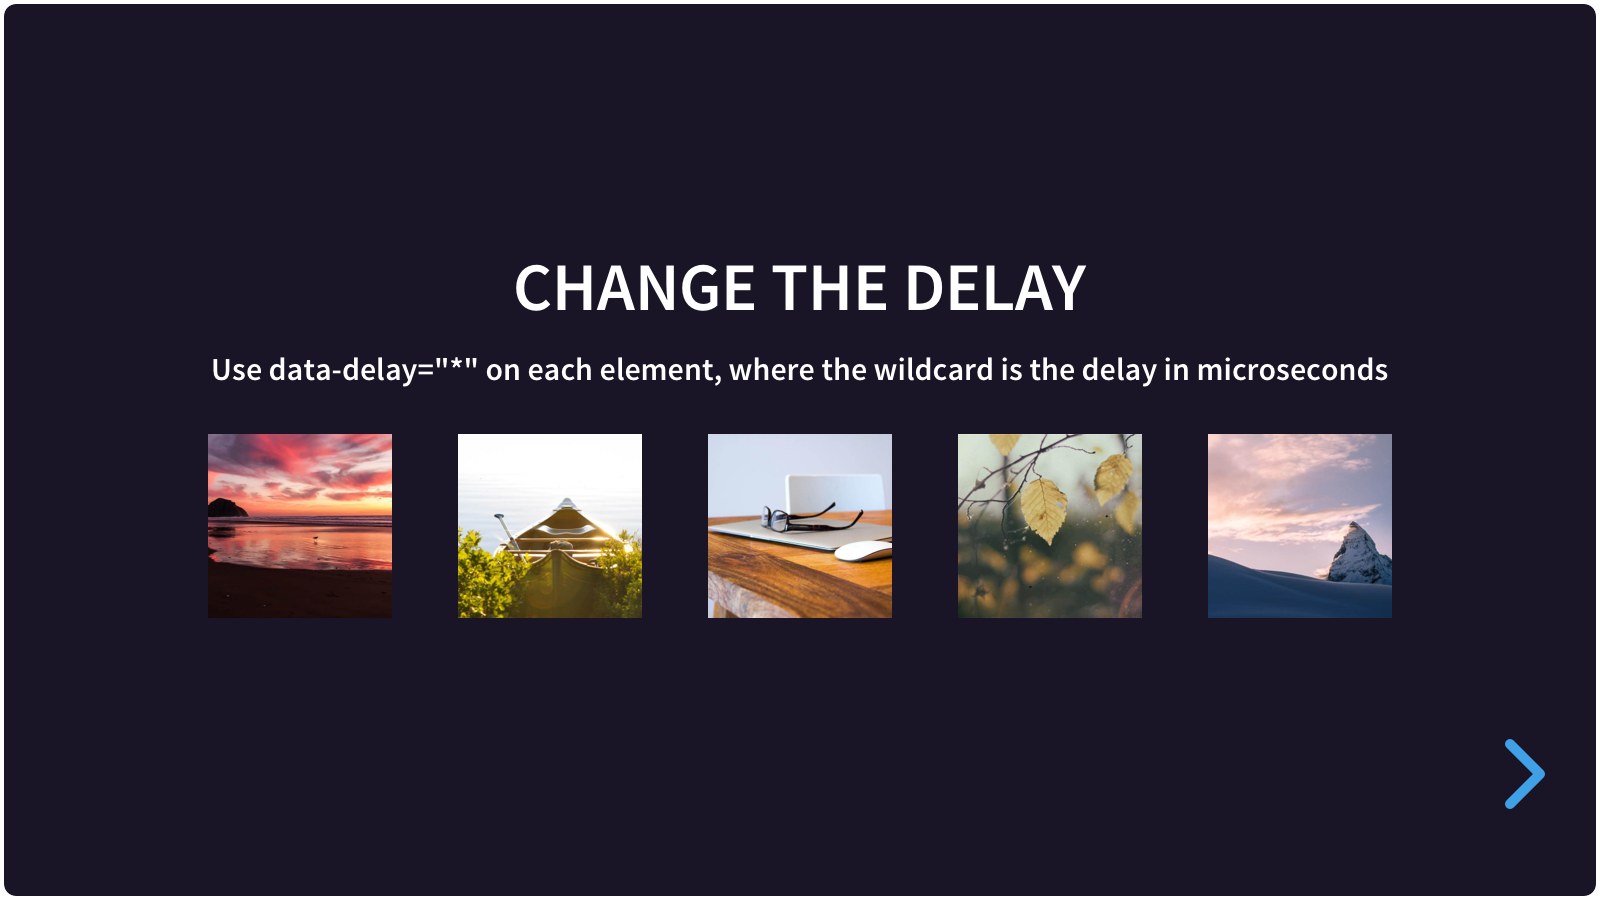 CHANGE THE DELAY
Use data-delay="*" on each element, where the wildcard is the delay in microseconds